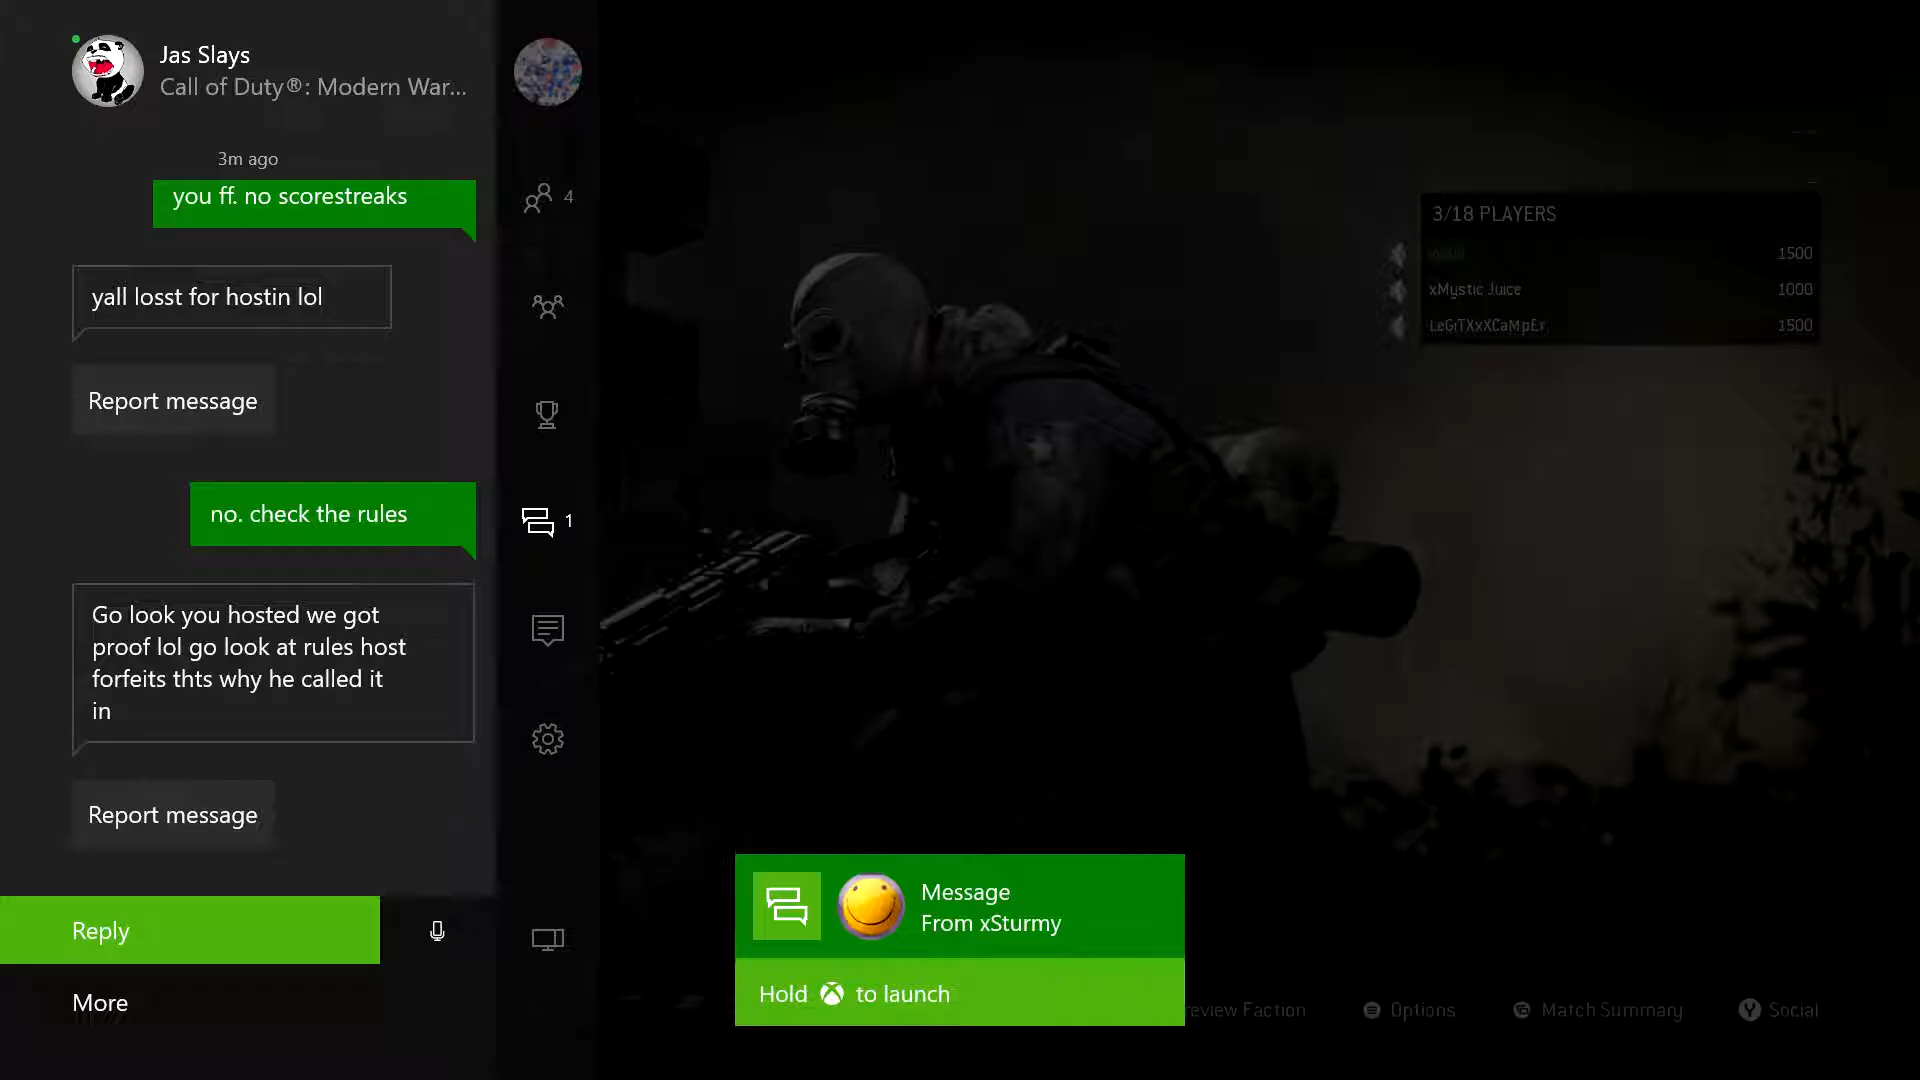 Jas Slays
Call of Duty®: Modern War...
3m ago
you ff. no scorestreaks
yall losst for hostin lol
Report message
no. check the rules
Go look you hosted we got
proof lol go look at rules host
forfeits thts why he called it
in
Report message
Reply
More
4
1
3/18 PLAYERS
1500
xMystic Juice
1000
LeGiTXxXCaMpEr
1500
Message
From xSturmy
Hold to launch
review Faction
Options
Match Summary
Y Social